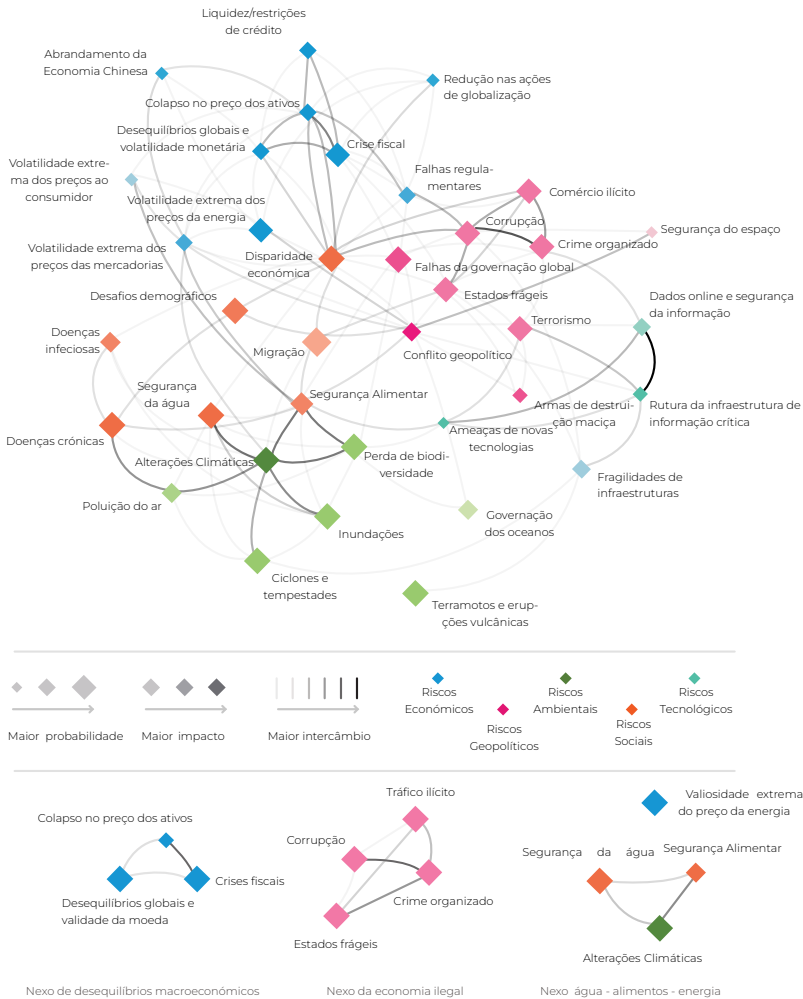 Liquidez/restrições
de crédito
Abrandamento da
Economia Chinesa
Redução nas ações
de globalização
Colapso no preço dos ativos
Desequilíbrios globais e
volatilidade monetária
Crise fiscal
Volatilidade extre-
ma dos preços ao
consumidor
Falhas regula-
mentares
Comércio ilícito
Volatilidade extrema dos
preços da energia
Corrupção
Segurança do espaço
Crime organizado
Volatilidade extrema dos
preços das mercadorias
Disparidade
económica
Falhas da governação global
Desafios demográficos
Estados frágeis
Dados online e segurança
da informação
Terrorismo
Doenças
infeciosas
Migração
Conflito geopolítico
Segurança
da água
Segurança Alimentar
Armas de destrui-
ção maciça
Rutura da infraestrutura de
informação crítica
Doenças crónicas
Ameaças de novas
tecnologias
Alterações Climáticas
Perda de biodi-
versidade
Fragilidades de
infraestruturas
Poluição do ar
Governação
dos oceanos
Inundações
Ciclones e
tempestades
Terramotos e erup-
ções vulcânicas
Maior probabilidade
Maior impacto
Maior intercâmbio
Riscos
Económicos
Riscos
Geopolíticos
Riscos
Ambientais
Riscos
Sociais
Riscos
Tecnológicos
Colapso no preço dos ativos
Crises fiscais
Desequilíbrios globais e
validade da moeda
Nexo de desequilíbrios macroeconómicos
Tráfico ilícito
Corrupção
Crime organizado
Estados frágeis
Nexo da economia ilegal
Valiosidade extrema
do preço da energia
Segurança da água
Segurança Alimentar
Alterações Climáticas
Nexo água - alimentos - energia